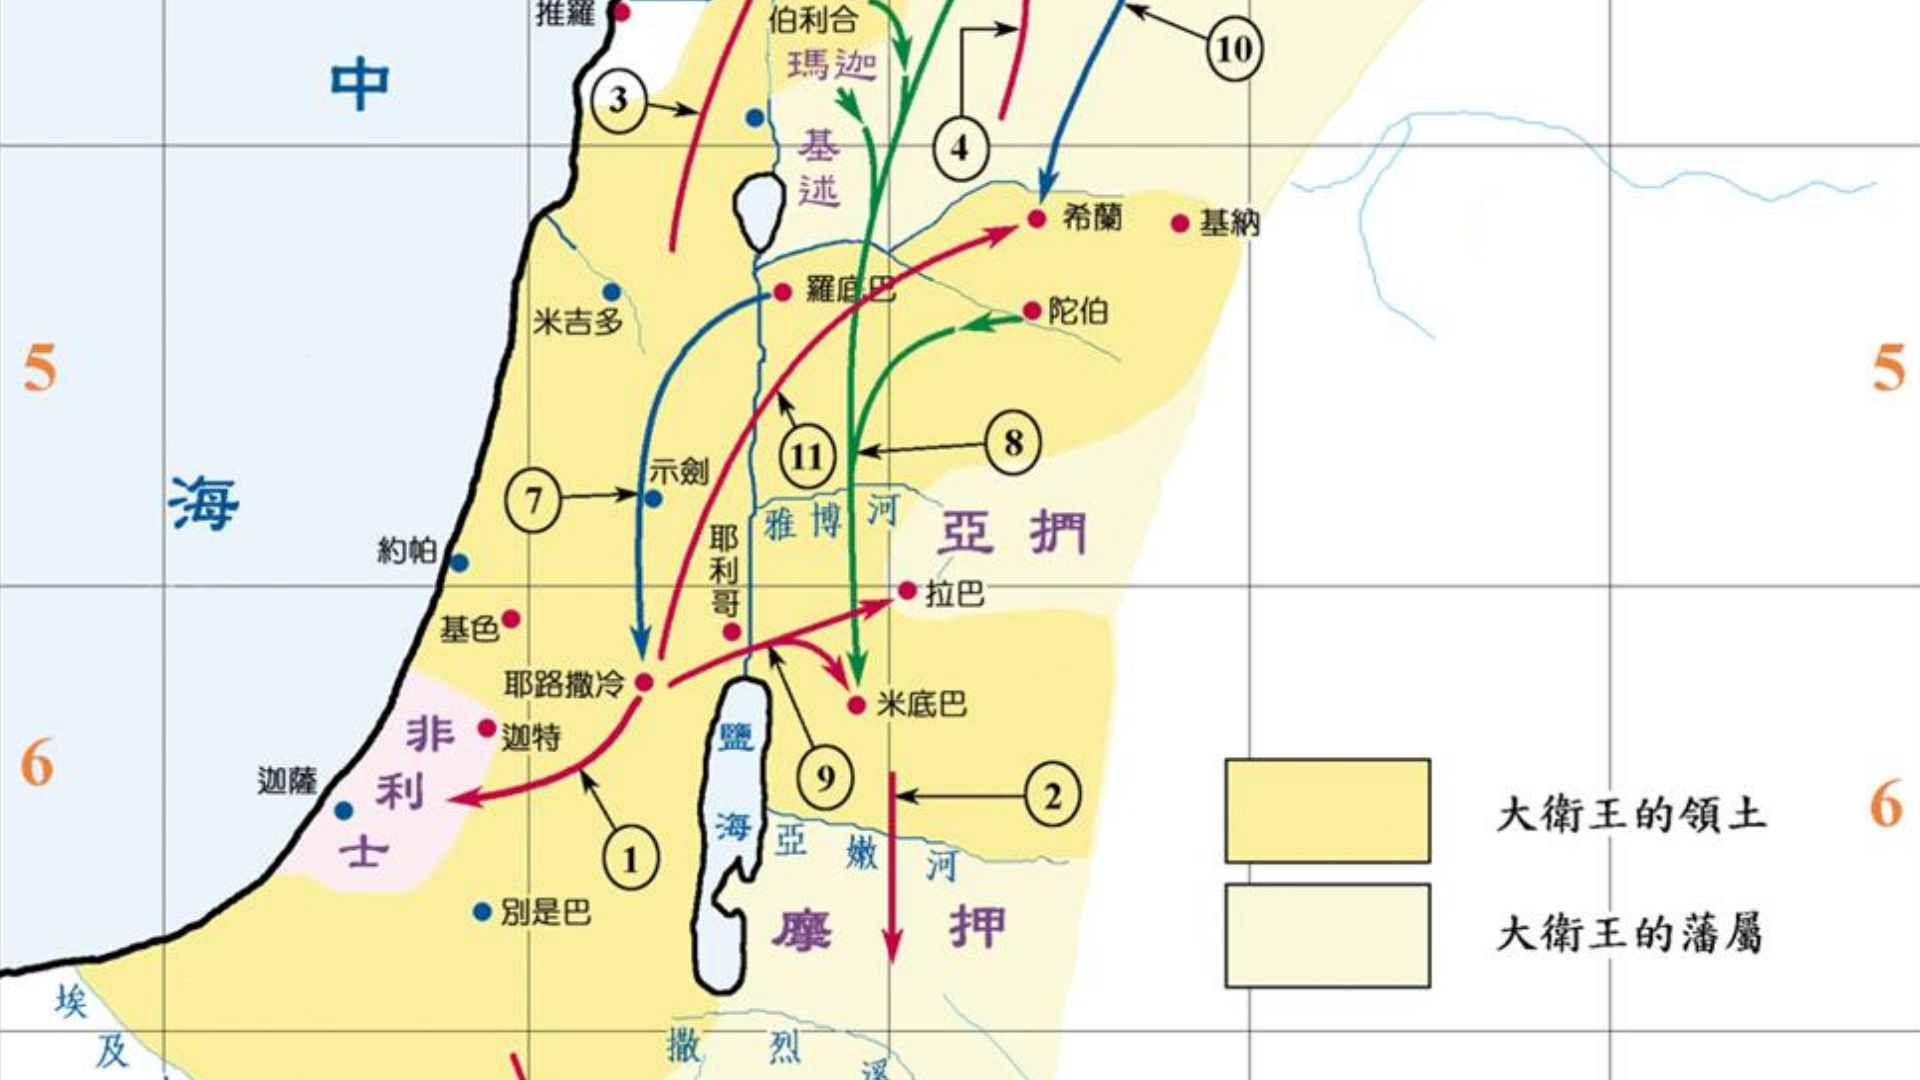 推羅
伯利合
瑪迦
中
3
10
4
基
述
希蘭
基納
羅底巴
陀伯
米吉多
5
5
11
8
示劍
7
海
雅博河
亞捫
約帕
耶
利
哥
拉巴
基色
耶路撒冷
米底巴
非
利
士
迦特
鹽
海
迦薩
9
2
6
6
大衛王的領土
亞嫩河
1
別是巴
摩押
大衛王的藩屬
埃
及
撒烈溪